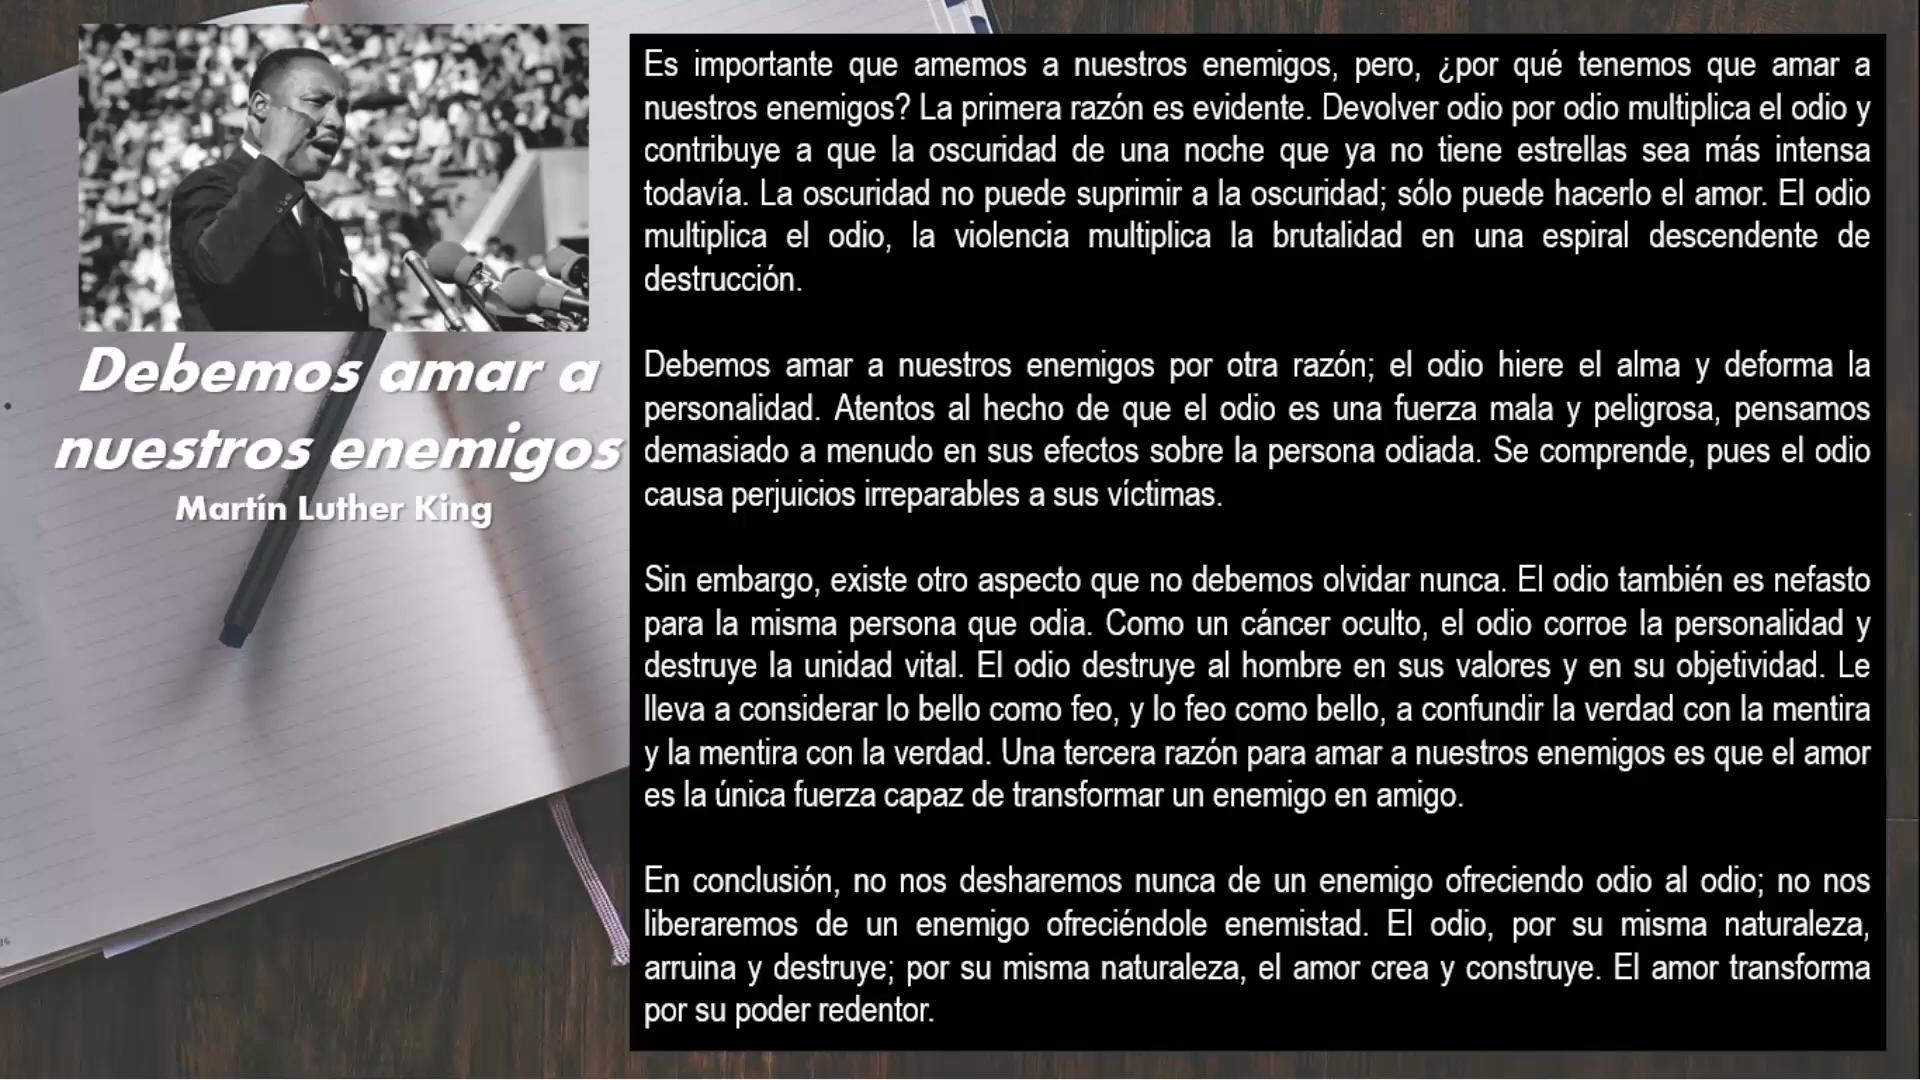 Debemos amar a
nuestros enemigos
Martín Luther King
Es importante que amemos a nuestros enemigos, pero, ¿por qué tenemos que amar a
nuestros enemigos? La primera razón es evidente. Devolver odio por odio multiplica el odio y
contribuye a que la oscuridad de una noche que ya no tiene estrellas sea más intensa
todavía. La oscuridad no puede suprimir a la oscuridad; sólo puede hacerlo el amor. El odio
multiplica el odio, la violencia multiplica la brutalidad en una espiral descendente de
destrucción.
Debemos amar a nuestros enemigos por otra razón; el odio hiere el alma y deforma la
personalidad. Atentos al hecho de que el odio es una fuerza mala y peligrosa, pensamos
demasiado a menudo en sus efectos sobre la persona odiada. Se comprende, pues el odio
causa perjuicios irreparables a sus víctimas.
Sin embargo, existe otro aspecto que no debemos olvidar nunca. El odio también es nefasto
para la misma persona que odia. Como un cáncer oculto, el odio corroe la personalidad y
destruye la unidad vital. El odio destruye al hombre en sus valores y en su objetividad. Le
lleva a considerar lo bello como feo, y lo feo como bello, a confundir la verdad con la mentira
y la mentira con la verdad. Una tercera razón para amar a nuestros enemigos es que el amor
es la única fuerza capaz de transformar un enemigo en amigo.
En conclusión, no nos desharemos nunca de un enemigo ofreciendo odio al odio; no nos
liberaremos de un enemigo ofreciéndole enemistad. El odio, por su misma naturaleza,
arruina y destruye; por su misma naturaleza, el amor crea y construye. El amor transforma
por su poder redentor.